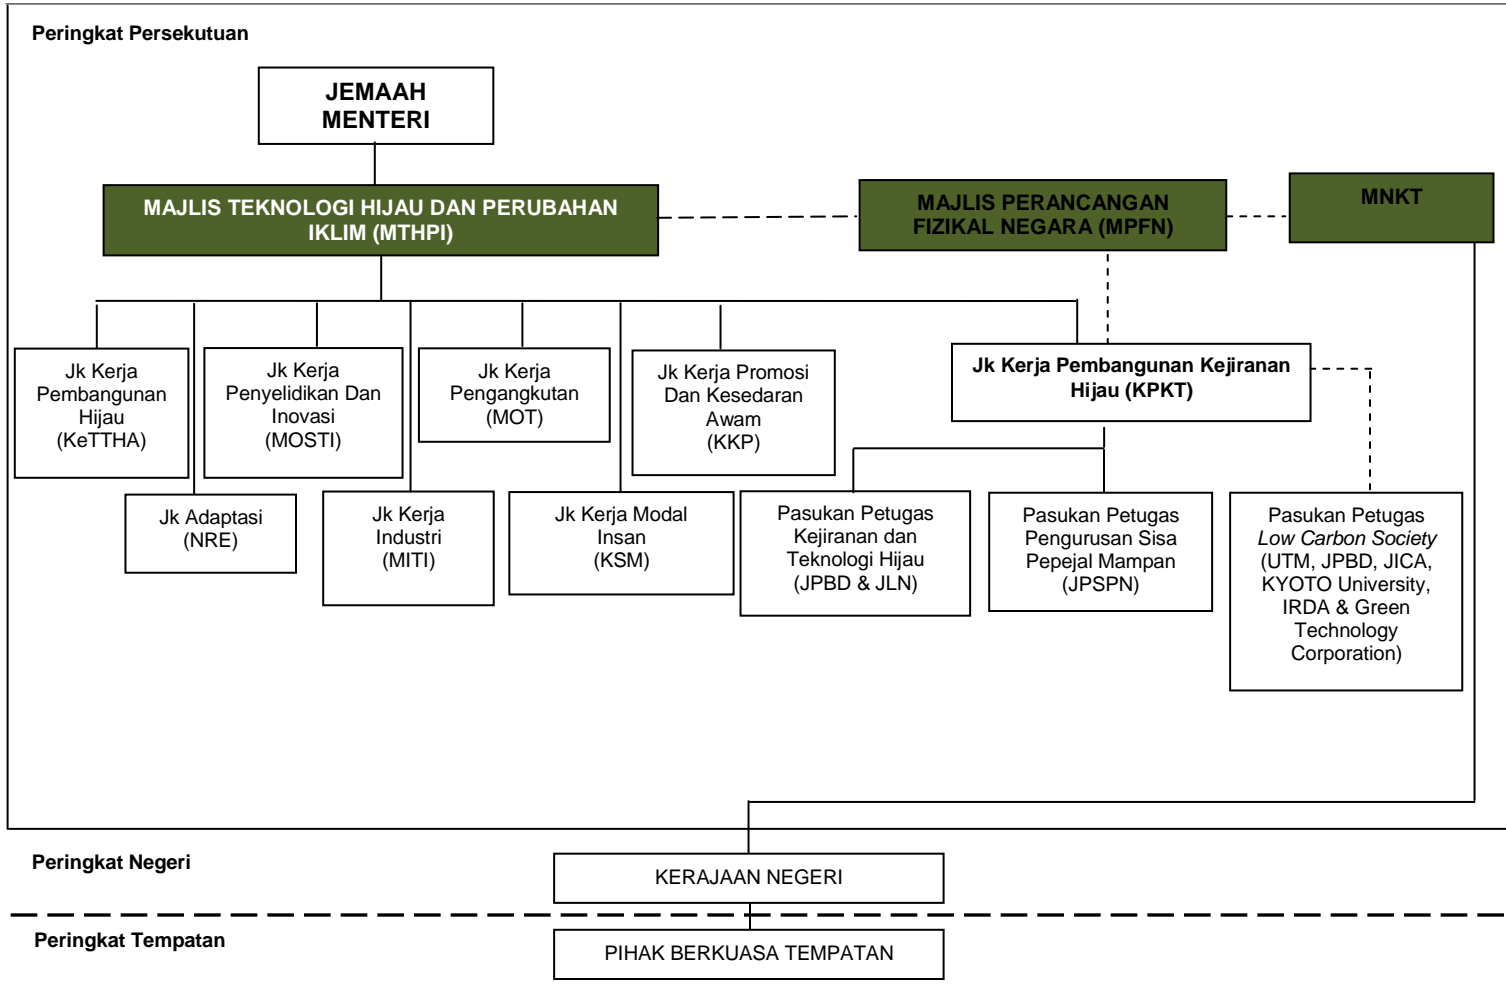 Peringkat Persekutuan
JEMAAH
MENTERI
MAJLIS TEKNOLOGI HIJAU DAN PERUBAHAN
IKLIM (MTHPI)
MAJLIS PERANCANGAN
FIZIKAL NEGARA (MPFN)
MNKT
Jk Kerja
Pembangunan
Hijau
(KeTTHA)
Jk Kerja
Penyelidikan Dan
Inovasi
(MOSTI)
Jk Kerja
Pengangkutan
(MOT)
Jk Kerja Promosi
Dan Kesedaran
Awam
(KKP)
Jk Kerja Pembangunan Kejiranan
Hijau (KPKT)
Jk Adaptasi
(NRE)
Jk Kerja
Industri
(MITI)
Jk Kerja Modal
Insan
(KSM)
Pasukan Petugas
Kejiranan dan
Teknologi Hijau
(JPBD & JLN)
Pasukan Petugas
Pengurusan Sisa
Pepejal Mampan
(JPSPN)
Pasukan Petugas
Low Carbon Society
(UTM, JPBD, JICA,
KYOTO University,
IRDA & Green
Technology
Corporation)
Peringkat Negeri
KERAJAAN NEGERI
Peringkat Tempatan
PIHAK BERKUASA TEMPATAN